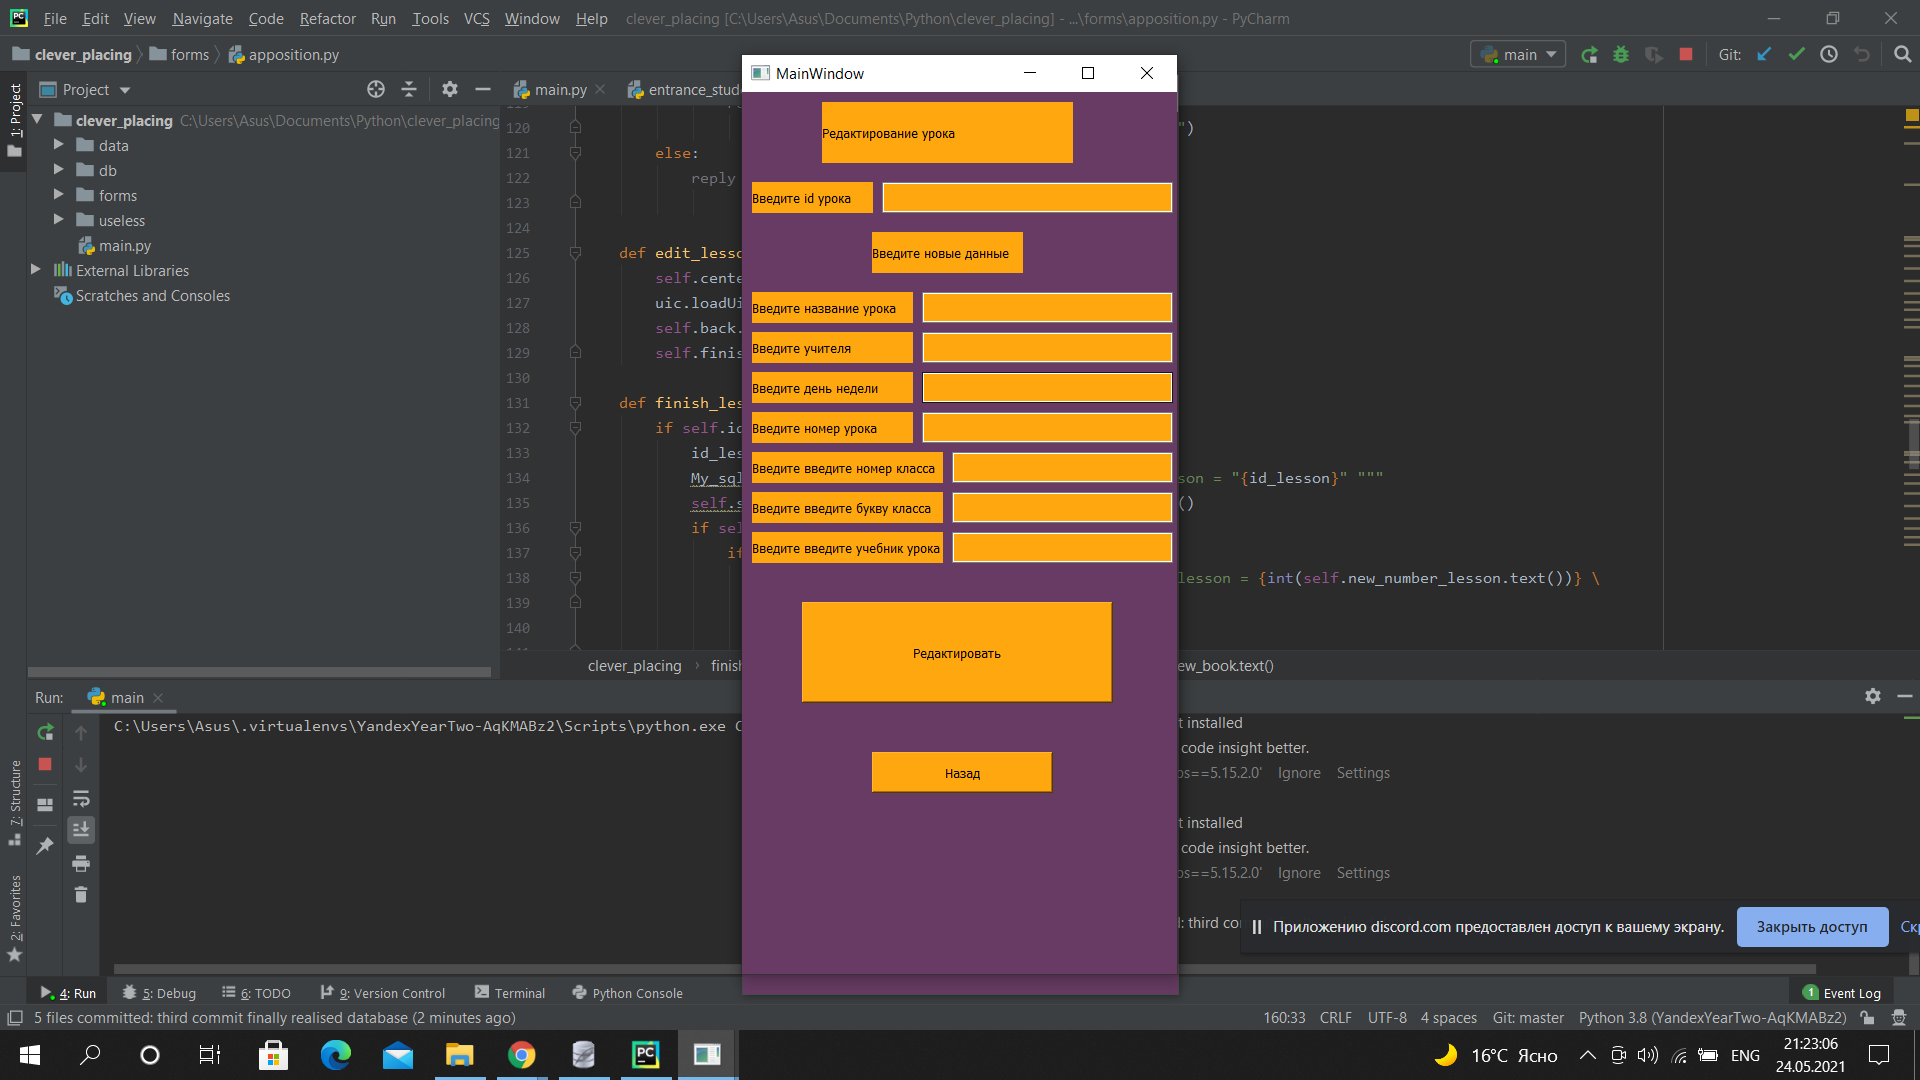 File Edit View Navigate Code Refactor Run Tools VCS Window Help clever_placing [C:\Users\Asus\Documents\Python\clever_placing] - ...\forms\apposition.py - PyCharm
clever_placing forms apposition.py
main
Git:
1: Project
Project
main.py
entrance_stud
clever_placing C:\Users\Asus\Documents\Python\clever_placing
data
db
forms
useless
main.py
External Libraries
Scratches and Consoles
120 ")
121 else:
122 reply
123
124
125 def edit_lesso
126 self.cente
127 uic.loadUi
128 self.back.
129 self.finis
130
131 def finish_les
132 if self.id
133 id_les
134 My_sql son = "{id_lesson}" """
135 self.s ()
136 if sel
137 if
138 lesson = {int(self.new_number_lesson.text())} \
139
140
clever_placing › finish ew_book.text()
MainWindow
Редактирование урока
Введите id урока
Введите новые данные
Введите название урока
Введите учителя
Введите день недели
Введите номер урока
Введите введите номер класса
Введите введите букву класса
Введите введите учебник урока
Редактировать
Назад
Run: main
C:\Users\Asus\.virtualenvs\YandexYearTwo-AqKMABz2\Scripts\python.exe C
t installed
code insight better.
os==5.15.2.0' Ignore Settings
t installed
code insight better.
os==5.15.2.0' Ignore Settings
: third co
Приложению discord.com предоставлен доступ к вашему экрану. Закрыть доступ Скр
7: Structure
2: Favorites
4: Run 5: Debug 6: TODO 9: Version Control Terminal Python Console 1 Event Log
5 files committed: third commit finally realised database (2 minutes ago) 160:33 CRLF UTF-8 4 spaces Git: master Python 3.8 (YandexYearTwo-AqKMABz2)
PC
16°C Ясно ENG
21:23:06
24.05.2021